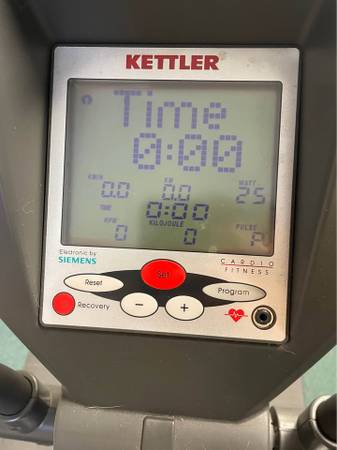 KETTLER
Time
0:00
KM/H KM WATT
0.0 0.0 25
TIME 0:00
RPM KILOJOULE PULSE
0 0 P
Electronic by
SIEMENS
CARDIO
FITNESS
Set
Reset
Program
Recovery
− +